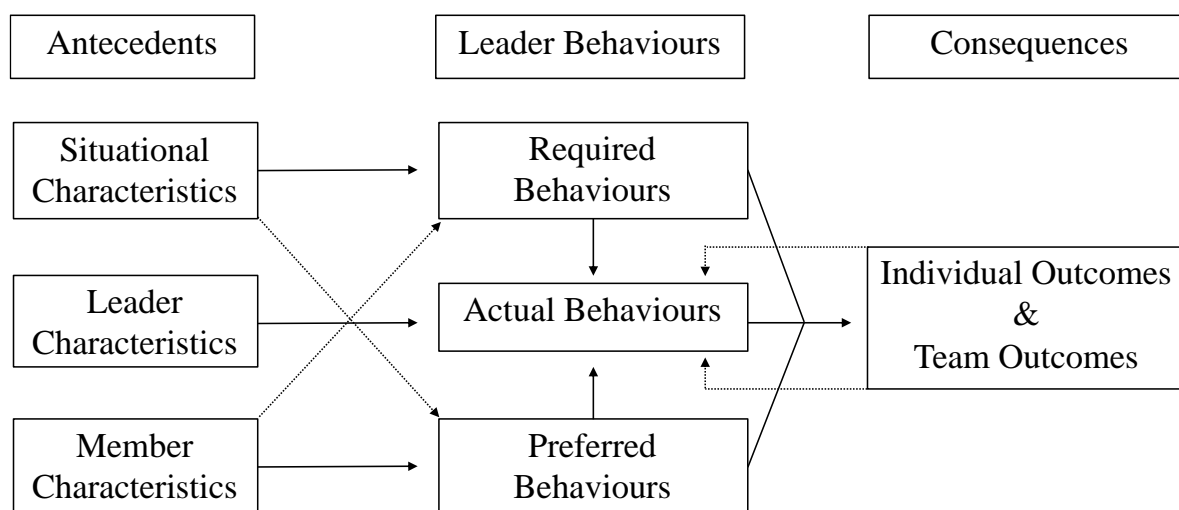 Antecedents
Leader Behaviours
Consequences
Situational
Characteristics
Required
Behaviours
Leader
Characteristics
Actual Behaviours
Individual Outcomes
&
Team Outcomes
Member
Characteristics
Preferred
Behaviours